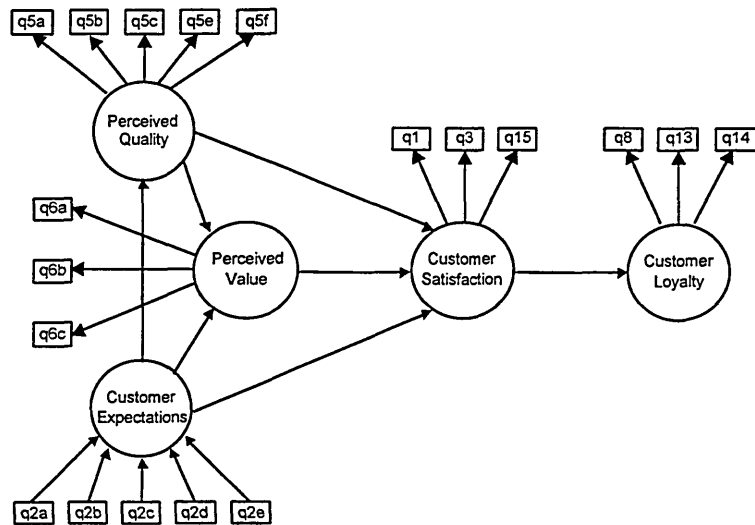 q5a q5b q5c q5e q5f
Perceived
Quality
q1 q3 q15
q8 q13 q14
q6a
q6b
q6c
Perceived
Value
Customer
Satisfaction
Customer
Loyalty
Customer
Expectations
q2a q2b q2c q2d q2e